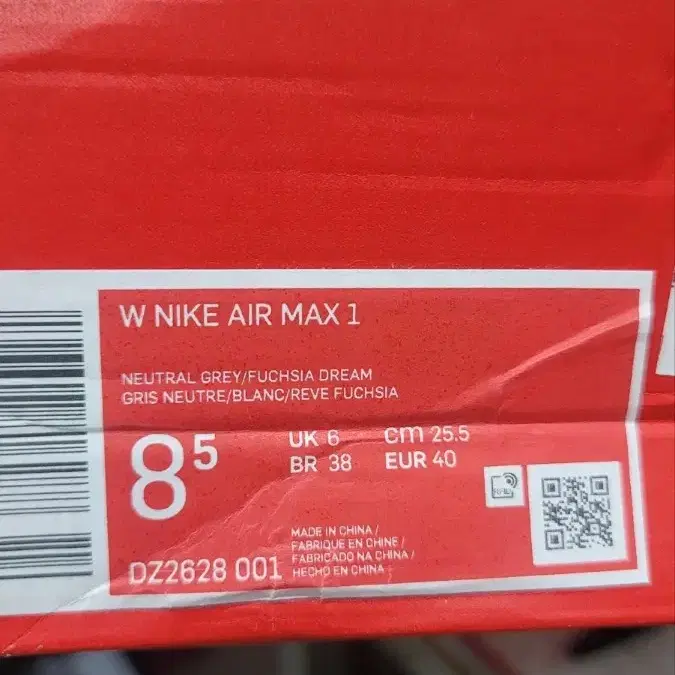 W NIKE AIR MAX 1
NEUTRAL GREY/FUCHSIA DREAM
GRIS NEUTRE/BLANC/REVE FUCHSIA
8 5
UK 6 cm 25.5
BR 38 EUR 40
MADE IN CHINA /
FABRIQUE EN CHINE /
FABRICADO NA CHINA /
HECHO EN CHINA
DZ2628 001